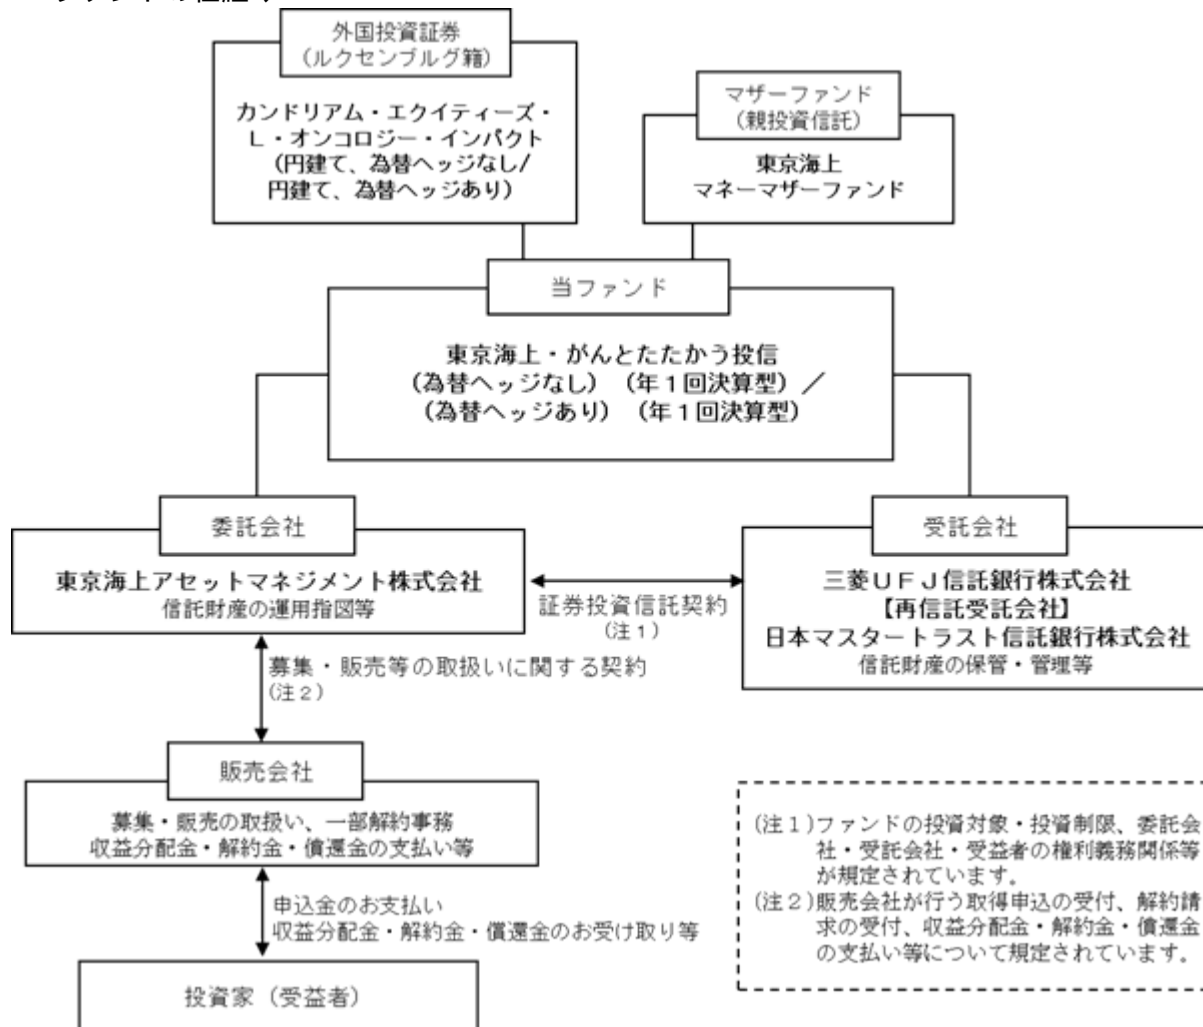 外国投資証券
(ルクセンブルグ籍)
カンドリアム・エクイティーズ・
L・オンコロジー・インパクト
(円建て、為替ヘッジなし/
円建て、為替ヘッジあり)
マザーファンド
(親投資信託)
東京海上
マネーマザーファンド
当ファンド
東京海上・がんとたたかう投信
(為替ヘッジなし)(年1回決算型)/
(為替ヘッジあり)(年1回決算型)
委託会社
東京海上アセットマネジメント株式会社
信託財産の運用指図等
証券投資信託契約
(注1)
受託会社
三菱UFJ信託銀行株式会社
【再信託受託会社】
日本マスタートラスト信託銀行株式会社
信託財産の保管・管理等
募集・販売等の取扱いに関する契約
(注2)
販売会社
募集・販売の取扱い、一部解約事務
収益分配金・解約金・償還金の支払い等
申込金のお支払い
収益分配金・解約金・償還金のお受け取り等
投資家(受益者)
(注1)ファンドの投資対象・投資制限、委託会
社・受託会社・受益者の権利義務関係等
が規定されています。
(注2)販売会社が行う取得申込の受付、解約請
求の受付、収益分配金・解約金・償還金
の支払い等について規定されています。